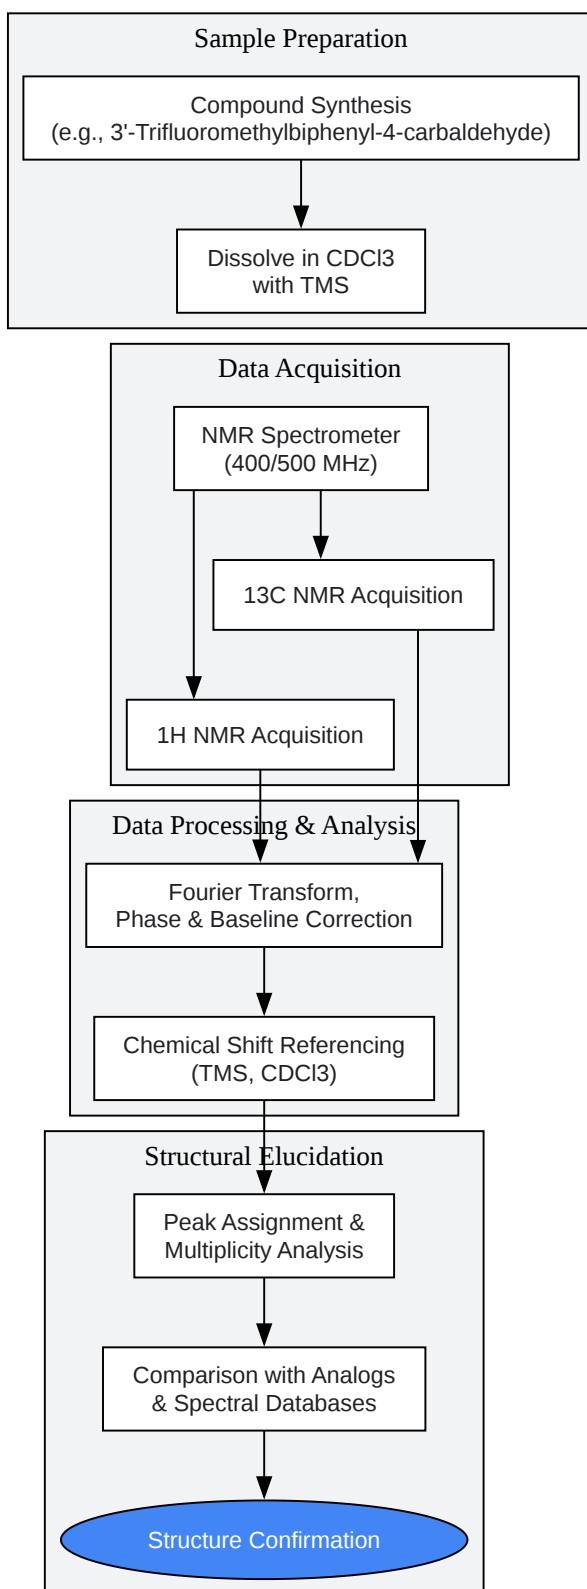 Sample Preparation
Compound Synthesis
(e.g., 3'-Trifluoromethylbiphenyl-4-carbaldehyde)
Dissolve in CDCl3
with TMS
Data Acquisition
NMR Spectrometer
(400/500 MHz)
13C NMR Acquisition
1H NMR Acquisition
Data Processing & Analysis
Fourier Transform,
Phase & Baseline Correction
Chemical Shift Referencing
(TMS, CDCl3)
Structural Elucidation
Peak Assignment &
Multiplicity Analysis
Comparison with Analogs
& Spectral Databases
Structure Confirmation